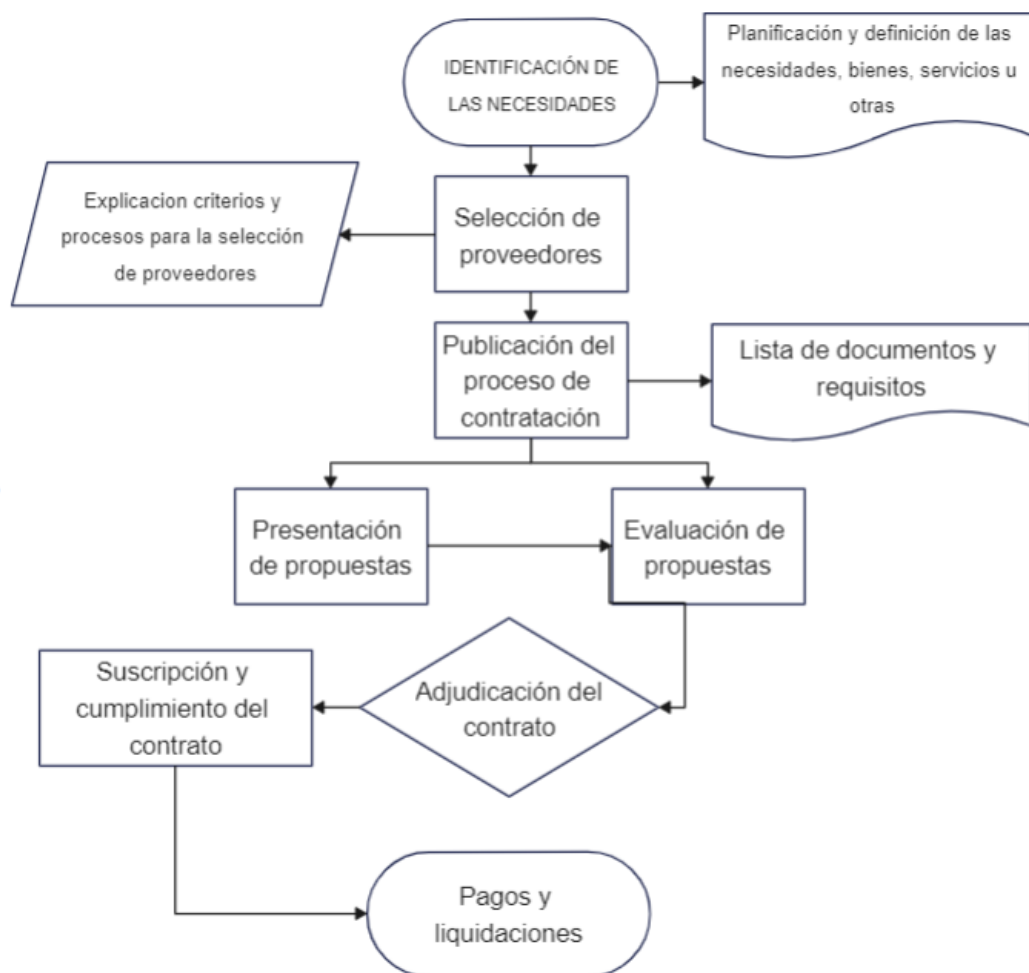 IDENTIFICACIÓN DE
LAS NECESIDADES
Planificación y definición de las
necesidades, bienes, servicios u
otras
Explicacion criterios y
procesos para la selección
de proveedores
Selección de
proveedores
Publicación del
proceso de
contratación
Lista de documentos y
requisitos
Presentación
de propuestas
Evaluación de
propuestas
Suscripción y
cumplimiento del
contrato
Adjudicación del
contrato
Pagos y
liquidaciones